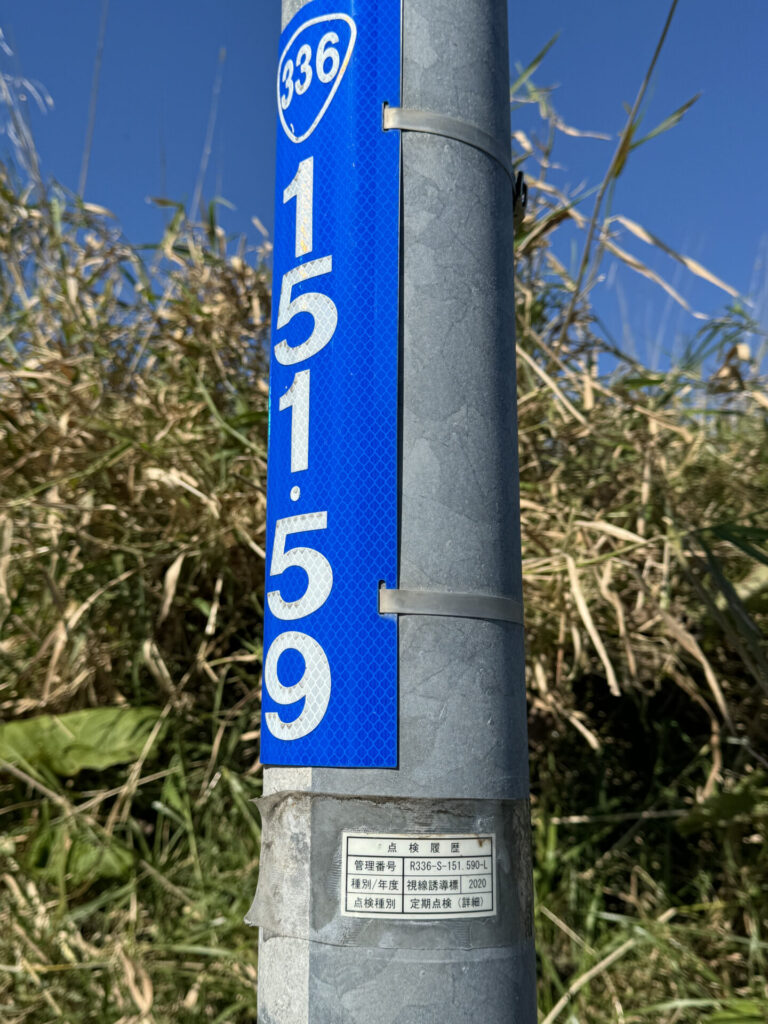 336
151.59
点検履歴
管理番号 R336-S-151.590-L
種別/年度 視線誘導標 2020
点検種別 定期点検（詳細）